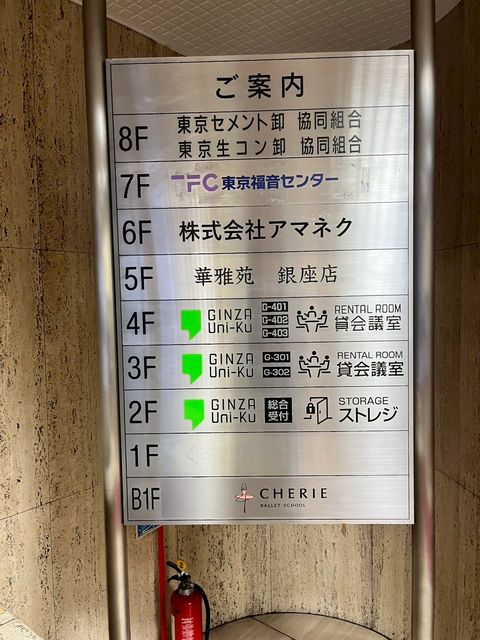 ご案内
8F 東京セメント卸 協同組合
東京生コン卸 協同組合
7F TFC 東京福音センター
6F 株式会社アマネク
5F 華雅苑 銀座店
4F GINZA Uni-Ku G-401 G-402 G-403 RENTAL ROOM 貸会議室
3F GINZA Uni-Ku G-301 G-302 RENTAL ROOM 貸会議室
2F GINZA Uni-Ku 総合受付 STORAGE ストレジ
1F
B1F CHERIE
BALLET SCHOOL